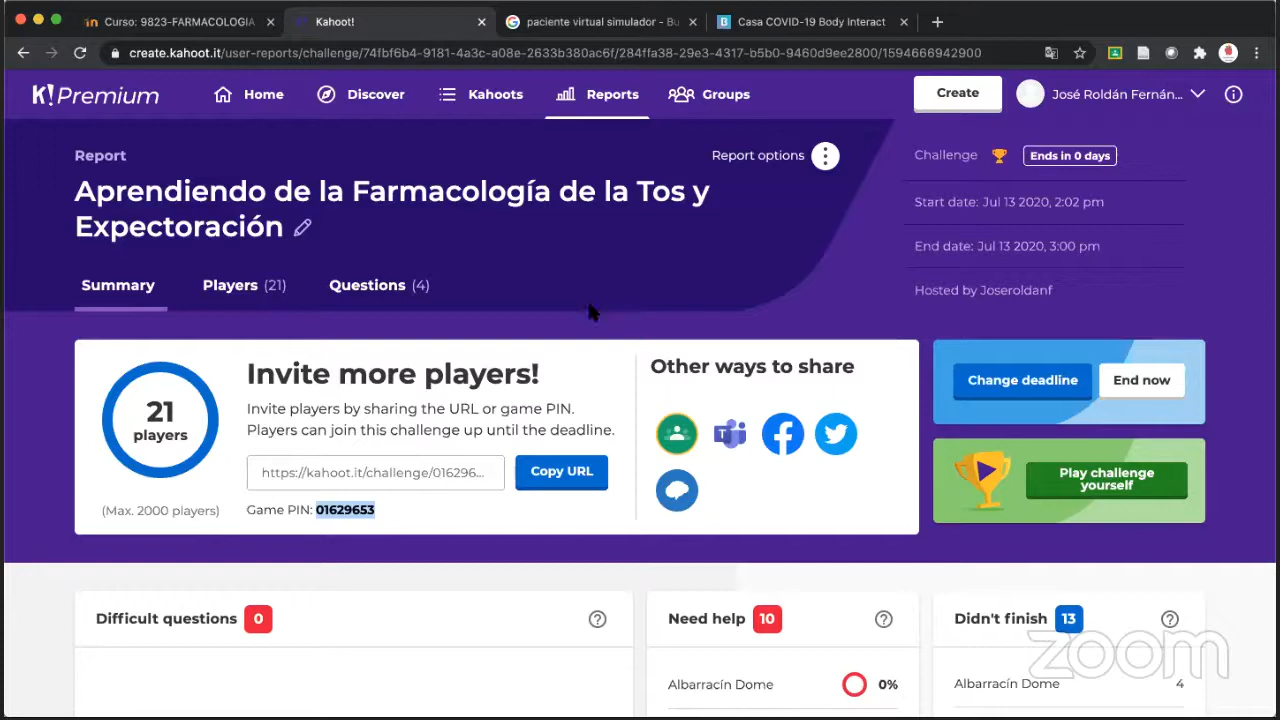 Curso: 9823-FARMACOLOGIA
Kahoot!
paciente virtual simulador - Bu
Casa COVID-19 Body Interact
create.kahoot.it/user-reports/challenge/74fbf6b4-9181-4a3c-a08e-2633b380ac6f/284ffa38-29e3-4317-b5b0-9460d9ee2800/1594666942900
K! Premium
Home
Discover
Kahoots
Reports
Groups
Create
José Roldán Fernán...
Report
Report options
Aprendiendo de la Farmacología de la Tos y
Expectoración
Challenge
Ends in 0 days
Start date: Jul 13 2020, 2:02 pm
End date: Jul 13 2020, 3:00 pm
Hosted by Joseroldanf
Summary
Players (21)
Questions (4)
21
players
(Max. 2000 players)
Invite more players!
Invite players by sharing the URL or game PIN.
Players can join this challenge up until the deadline.
https://kahoot.it/challenge/016296...
Copy URL
Game PIN: 01629653
Other ways to share
Change deadline
End now
Play challenge
yourself
Difficult questions 0
Need help 10
Didn't finish 13
Albarracín Dome
0%
Albarracín Dome
4
zoom